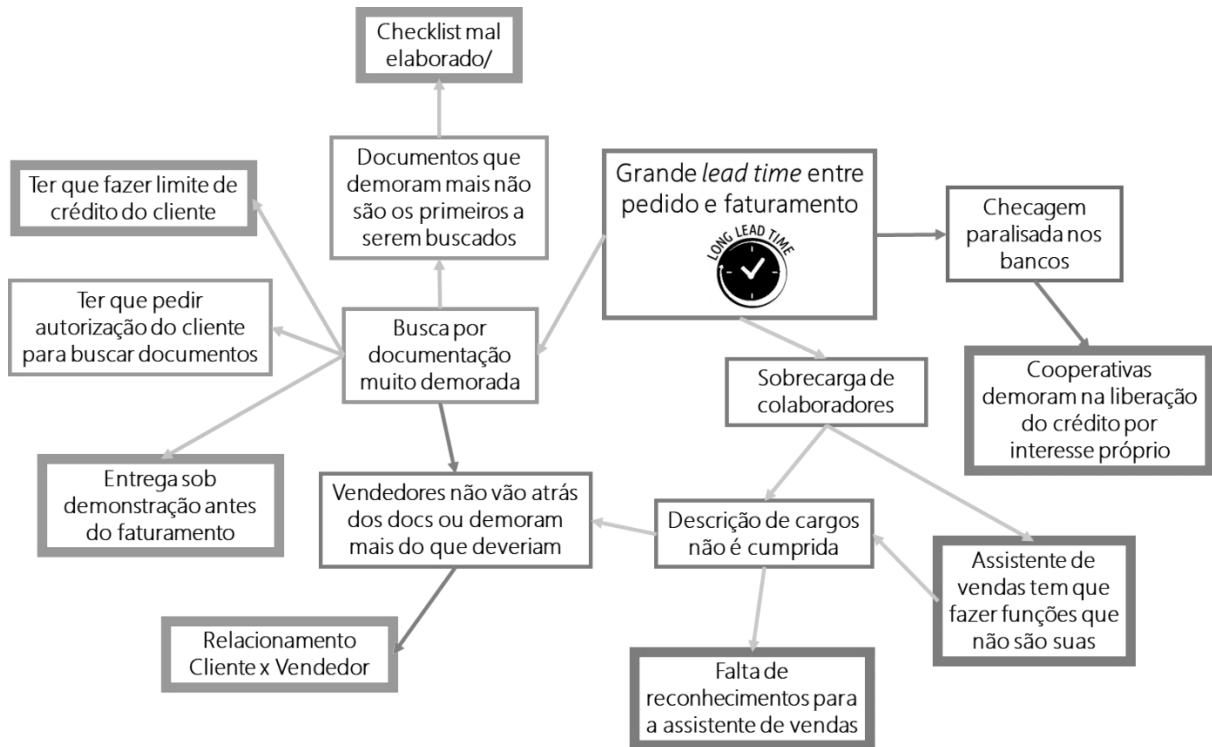 Checklist mal
elaborado/
Documentos que
demoram mais não
são os primeiros a
serem buscados
Ter que fazer limite de
crédito do cliente
Ter que pedir
autorização do cliente
para buscar documentos
Busca por
documentação
muito demorada
Entrega sob
demonstração antes
do faturamento
Vendedores não vão atrás
dos docs ou demoram
mais do que deveriam
Relacionamento
Cliente x Vendedor
Grande lead time entre
pedido e faturamento
LONG LEAD TIME
Checagem
paralisada nos
bancos
Cooperativas
demoram na liberação
do crédito por
interesse próprio
Sobrecarga de
colaboradores
Descrição de cargos
não é cumprida
Assistente de
vendas tem que
fazer funções que
não são suas
Falta de
reconhecimentos para
a assistente de vendas